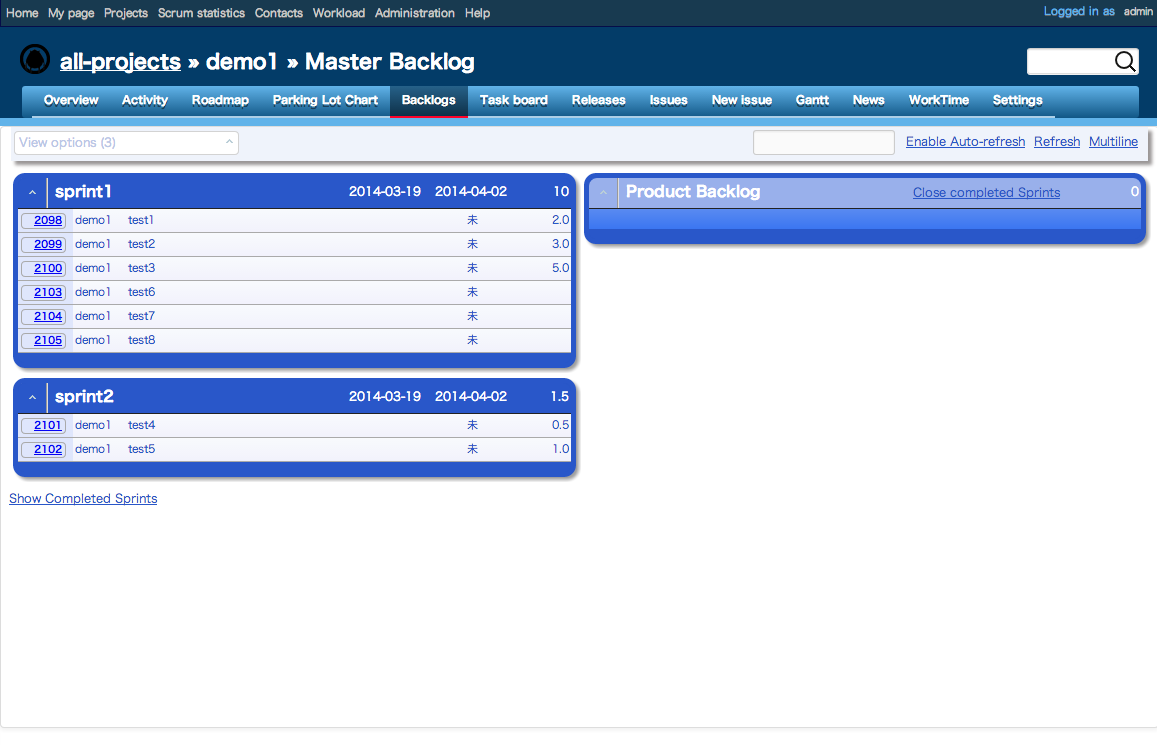 Home My page Projects Scrum statistics Contacts Workload Administration Help Logged in as admin
all-projects » demo1 » Master Backlog
Overview Activity Roadmap Parking Lot Chart Backlogs Task board Releases Issues New issue Gantt News WorkTime Settings
View options (3) Enable Auto-refresh Refresh Multiline
sprint1 2014-03-19 2014-04-02 10
2098 demo1 test1 未 2.0
2099 demo1 test2 未 3.0
2100 demo1 test3 未 5.0
2103 demo1 test6 未
2104 demo1 test7 未
2105 demo1 test8 未
sprint2 2014-03-19 2014-04-02 1.5
2101 demo1 test4 未 0.5
2102 demo1 test5 未 1.0
Show Completed Sprints
Product Backlog Close completed Sprints 0